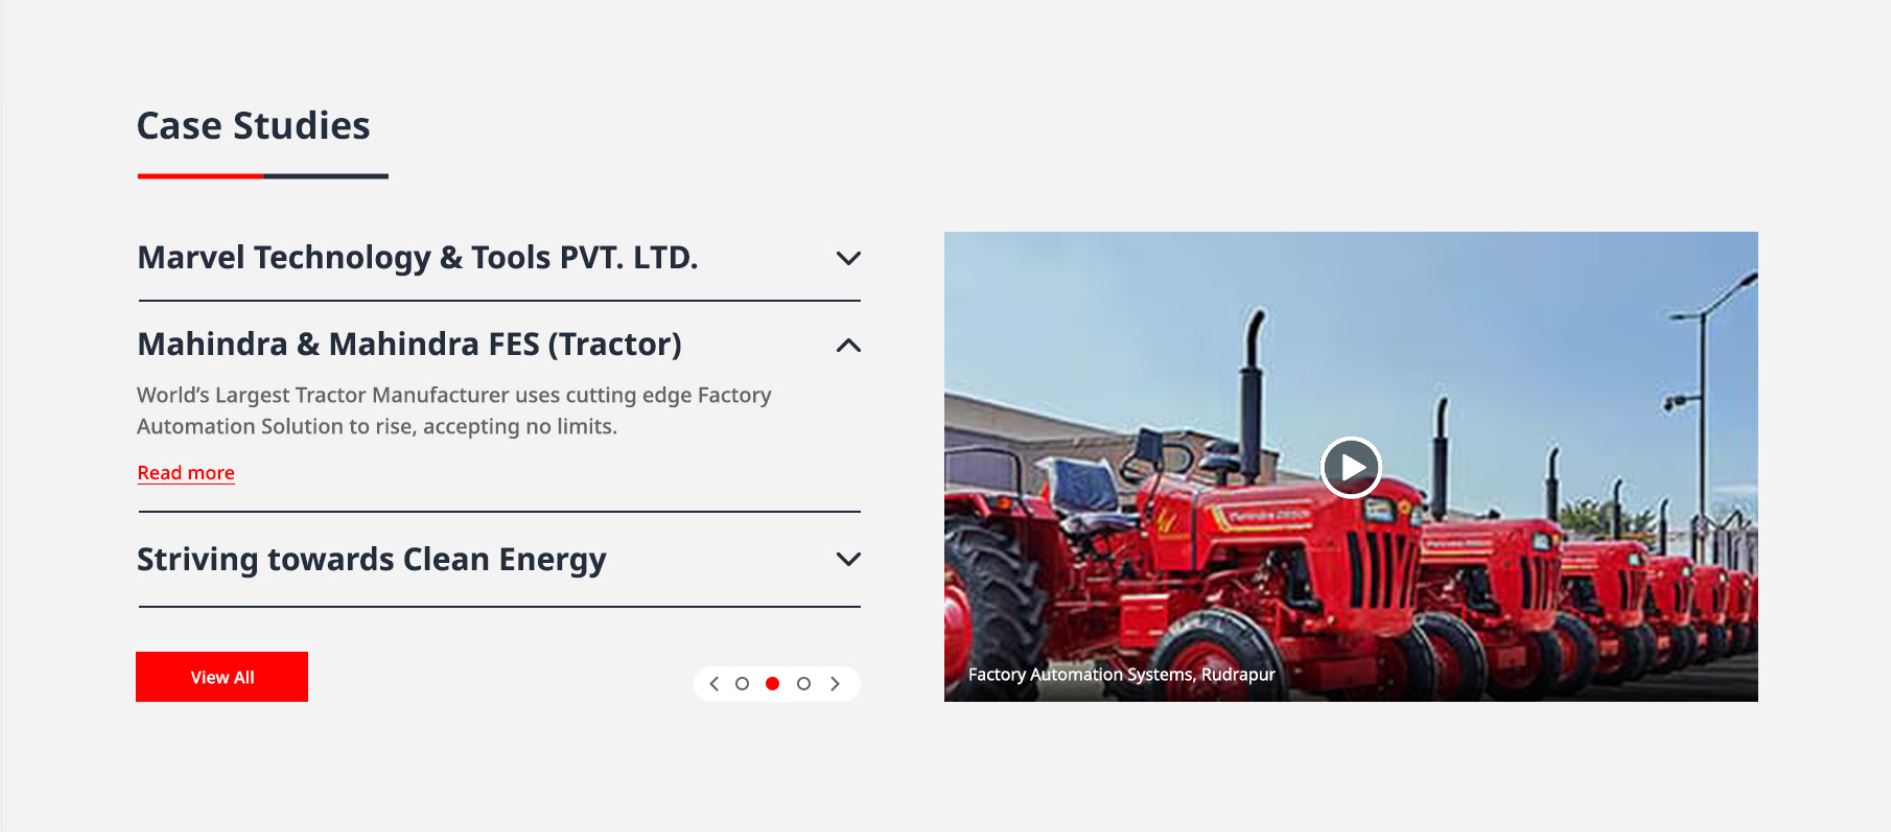 Case Studies
Marvel Technology & Tools PVT. LTD.
Mahindra & Mahindra FES (Tractor)
World’s Largest Tractor Manufacturer uses cutting edge Factory
Automation Solution to rise, accepting no limits.
Read more
Striving towards Clean Energy
View All
Factory Automation Systems, Rudrapur